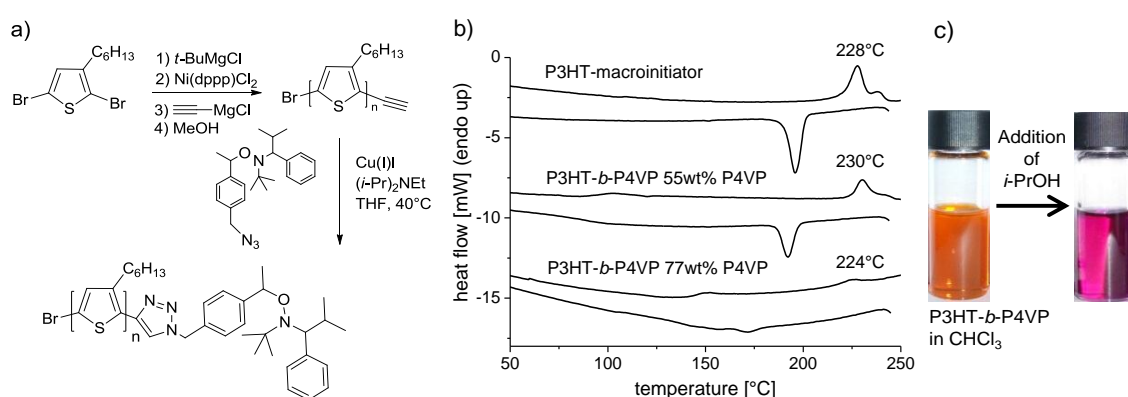 a)
C6H13
Br
S
Br
1) t-BuMgCl
2) Ni(dppp)Cl2
3) MgCl
4) MeOH
C6H13
Br
S
n
O
N
N3
Cu(I)I
(i-Pr)2NEt
THF, 40°C
C6H13
Br
S
n
N=N
N
O
N
b)
heat flow [mW] (endo up)
0
-5
-10
-15
228°C
P3HT-macroinitiator
230°C
P3HT-b-P4VP 55wt% P4VP
P3HT-b-P4VP 77wt% P4VP
224°C
50
100
150
200
250
temperature [°C]
c)
Addition
of
i-PrOH
P3HT-b-P4VP
in CHCl3